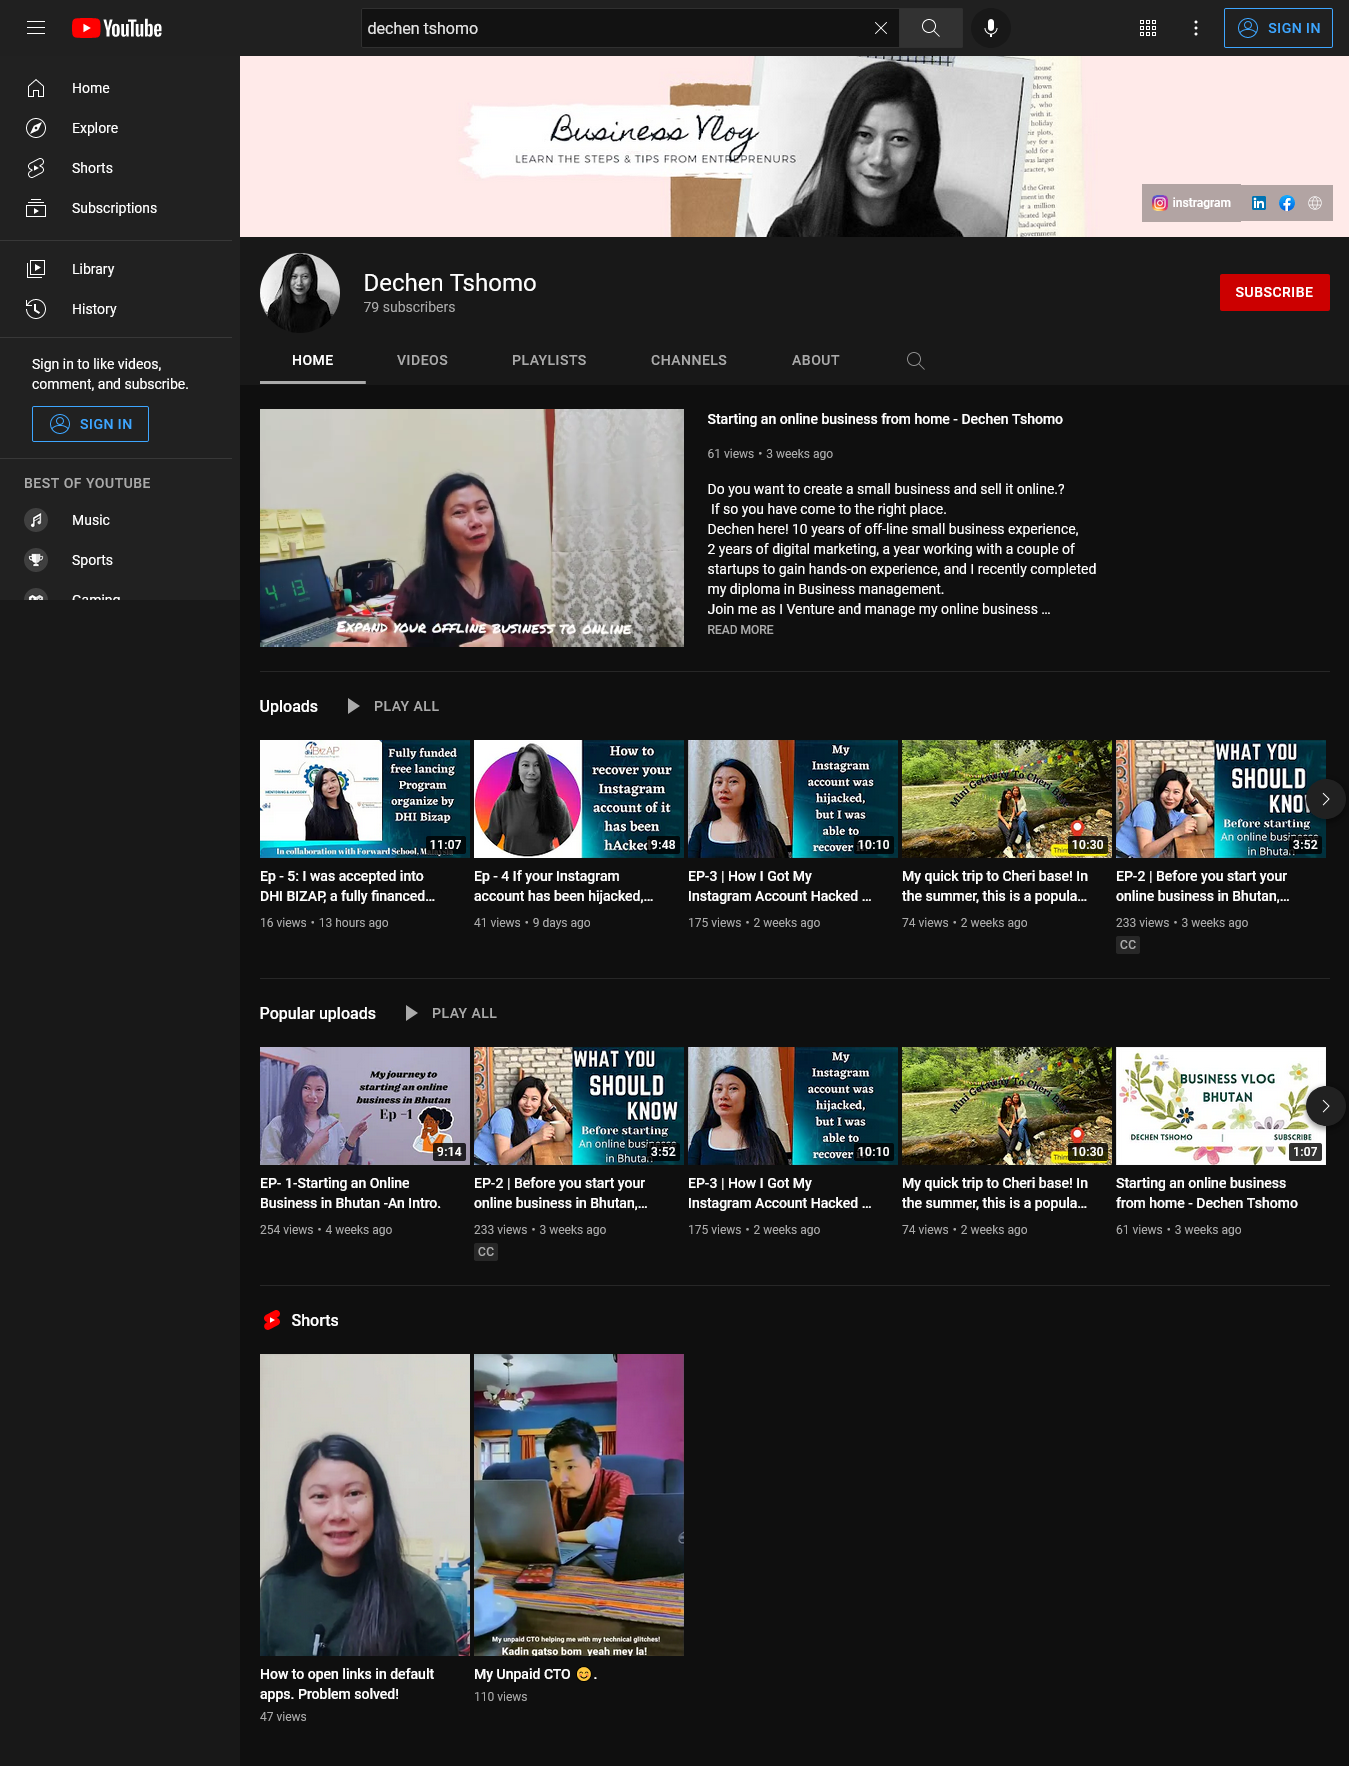 YouTube
dechen tshomo
SIGN IN
Home
Explore
Shorts
Subscriptions
Library
History
Sign in to like videos,
comment, and subscribe.
SIGN IN
BEST OF YOUTUBE
Music
Sports
Gaming
Business Vlog
LEARN THE STEPS & TIPS FROM ENTREPRENURS
instragram
Dechen Tshomo
79 subscribers
SUBSCRIBE
HOME
VIDEOS
PLAYLISTS
CHANNELS
ABOUT
4 13
EXPAND YOUR OFFLINE BUSINESS TO ONLINE
Starting an online business from home - Dechen Tshomo
61 views • 3 weeks ago
Do you want to create a small business and sell it online.?
If so you have come to the right place.
Dechen here! 10 years of off-line small business experience,
2 years of digital marketing, a year working with a couple of
startups to gain hands-on experience, and I recently completed
my diploma in Business management.
Join me as I Venture and manage my online business ...
READ MORE
Uploads
PLAY ALL
BizAP
TRAINING
FUNDING
MENTORING & ADVISORY
dhi
Fully funded
free lancing
Program
organize by
DHI Bizap
In collaboration with Forward School,
11:07
Ep - 5: I was accepted into
DHI BIZAP, a fully financed...
16 views • 13 hours ago
How to
recover your
Instagram
account of it
has been
hAcked
9:48
Ep - 4 If your Instagram
account has been hijacked,...
41 views • 9 days ago
My
Instagram
account was
hijacked,
but I was
able to
recover
10:10
EP-3 | How I Got My
Instagram Account Hacked ...
175 views • 2 weeks ago
Mini Getaway To Cheri
10:30
My quick trip to Cheri base! In
the summer, this is a popula...
74 views • 2 weeks ago
WHAT YOU
SHOULD
KNOW
Before starting
An online business
in Bhutan
3:52
EP-2 | Before you start your
online business in Bhutan,...
233 views • 3 weeks ago
CC
Popular uploads
PLAY ALL
My journey to
starting an online
business in Bhutan
Ep -1
9:14
EP- 1-Starting an Online
Business in Bhutan -An Intro.
254 views • 4 weeks ago
WHAT YOU
SHOULD
KNOW
Before starting
An online business
in Bhutan
3:52
EP-2 | Before you start your
online business in Bhutan,...
233 views • 3 weeks ago
CC
My
Instagram
account was
hijacked,
but I was
able to
recover
10:10
EP-3 | How I Got My
Instagram Account Hacked ...
175 views • 2 weeks ago
Mini Getaway To Cheri
10:30
My quick trip to Cheri base! In
the summer, this is a popula...
74 views • 2 weeks ago
BUSINESS VLOG
BHUTAN
DECHEN TSHOMO | SUBSCRIBE
1:07
Starting an online business
from home - Dechen Tshomo
61 views • 3 weeks ago
Shorts
How to open links in default
apps. Problem solved!
47 views
My unpaid CTO helping me with my technical glitches!
Kadin gatso bom yeah mey la!
My Unpaid CTO 😊.
110 views